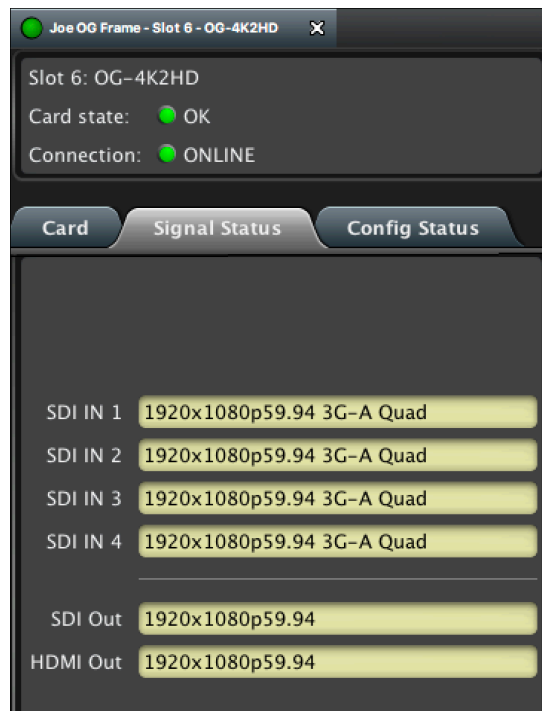 Joe OG Frame - Slot 6 - OG-4K2HD X
Slot 6: OG-4K2HD
Card state: OK
Connection: ONLINE
Card Signal Status Config Status
SDI IN 1 1920x1080p59.94 3G-A Quad
SDI IN 2 1920x1080p59.94 3G-A Quad
SDI IN 3 1920x1080p59.94 3G-A Quad
SDI IN 4 1920x1080p59.94 3G-A Quad
SDI Out 1920x1080p59.94
HDMI Out 1920x1080p59.94